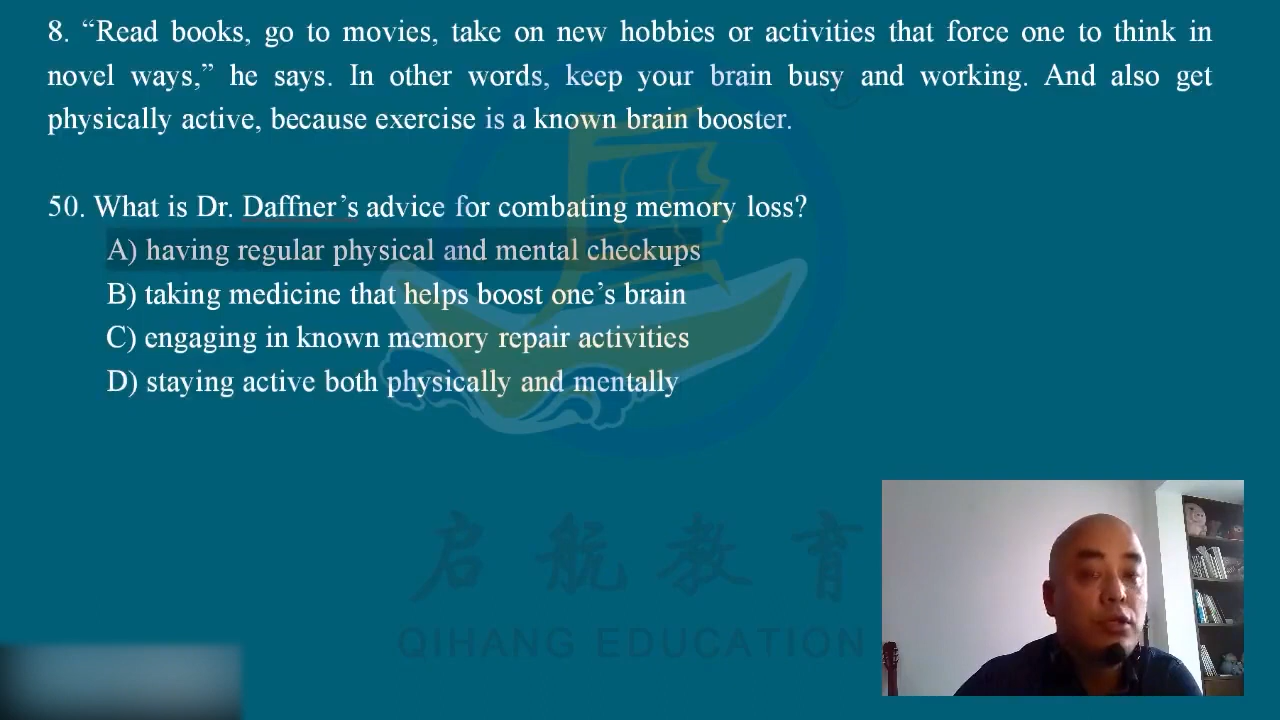 8. “Read books, go to movies, take on new hobbies or activities that force one to think in
novel ways,” he says. In other words, keep your brain busy and working. And also get
physically active, because exercise is a known brain booster.
50. What is Dr. Daffner’s advice for combating memory loss?
A) having regular physical and mental checkups
B) taking medicine that helps boost one’s brain
C) engaging in known memory repair activities
D) staying active both physically and mentally
启航教育
QIHANG EDUCATION